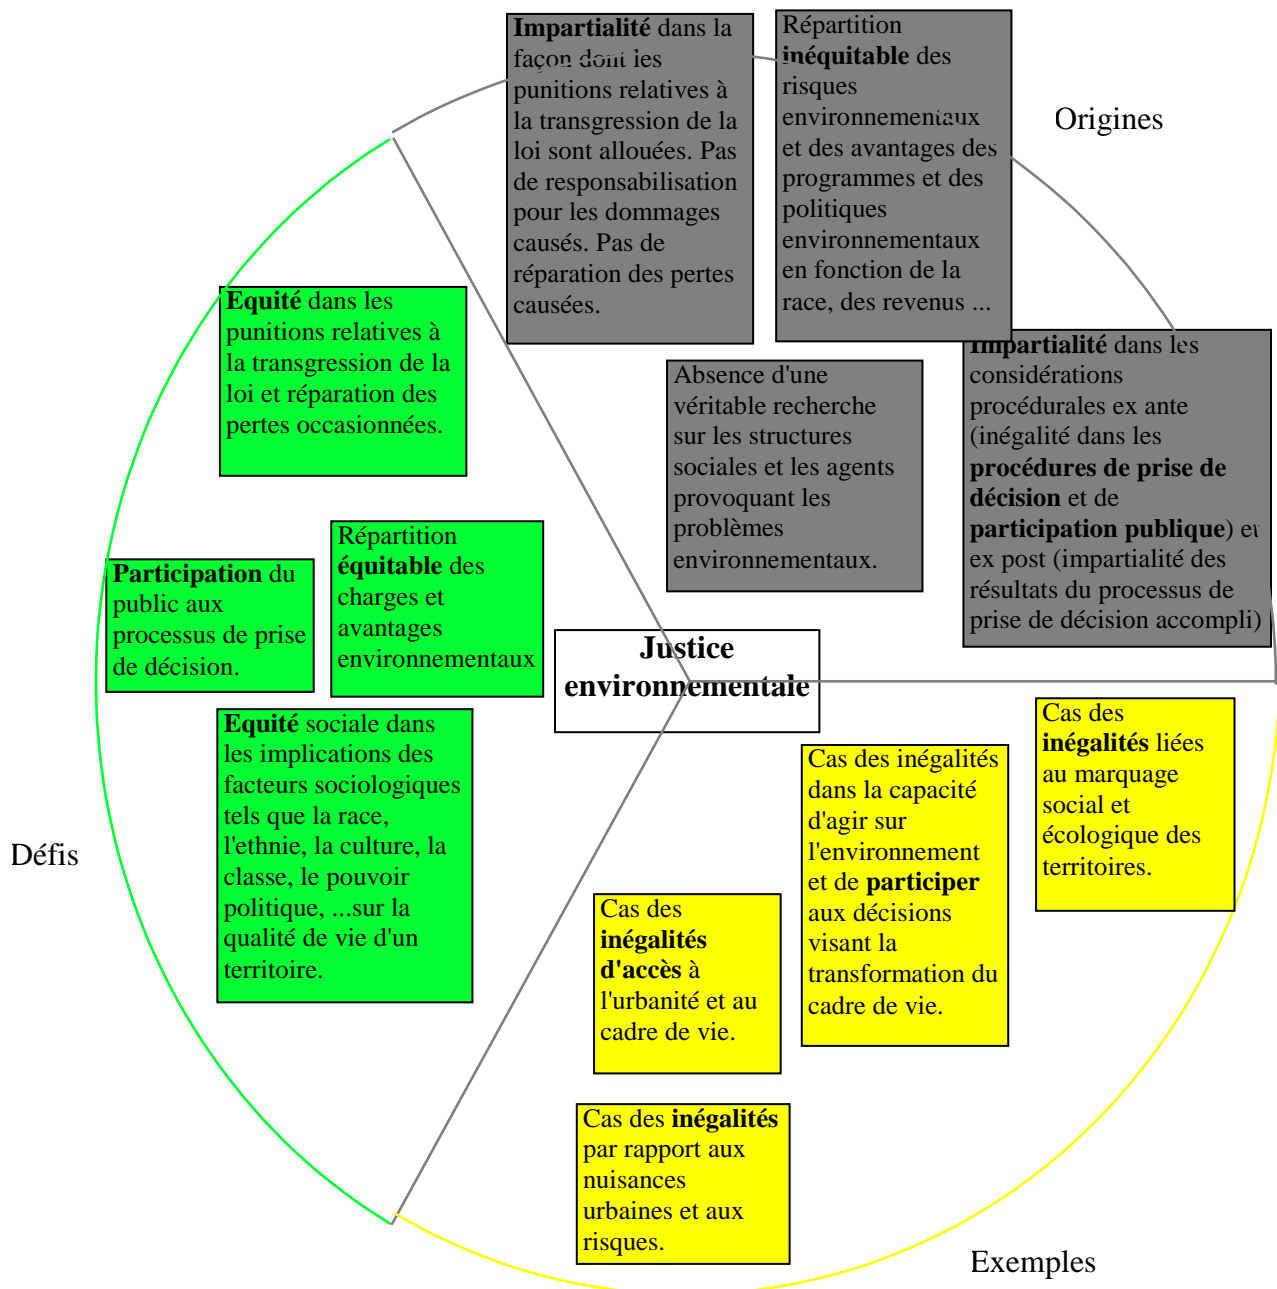 Impartialité dans la
façon dont les
punitions relatives à
la transgression de la
loi sont allouées. Pas
de responsabilisation
pour les dommages
causés. Pas de
réparation des pertes
causées.
Répartition
inéquitable des
risques
environnementaux
et des avantages des
programmes et des
politiques
environnementaux
en fonction de la
race, des revenus ...
Origines
Impartialité dans les
considérations
procédurales ex ante
(inégalité dans les
procédures de prise de
décision et de
participation publique) et
ex post (impartialité des
résultats du processus de
prise de décision accompli)
Absence d'une
véritable recherche
sur les structures
sociales et les agents
provoquant les
problèmes
environnementaux.
Equité dans les
punitions relatives à
la transgression de la
loi et réparation des
pertes occasionnées.
Répartition
équitable des
charges et
avantages
environnementaux
Participation du
public aux
processus de prise
de décision.
Justice
environnementale
Equité sociale dans
les implications des
facteurs sociologiques
tels que la race,
l'ethnie, la culture, la
classe, le pouvoir
politique, ...sur la
qualité de vie d'un
territoire.
Défis
Cas des
inégalités liées
au marquage
social et
écologique des
territoires.
Cas des inégalités
dans la capacité
d'agir sur
l'environnement
et de participer
aux décisions
visant la
transformation du
cadre de vie.
Cas des
inégalités
d'accès à
l'urbanité et au
cadre de vie.
Cas des inégalités
par rapport aux
nuisances
urbaines et aux
risques.
Exemples